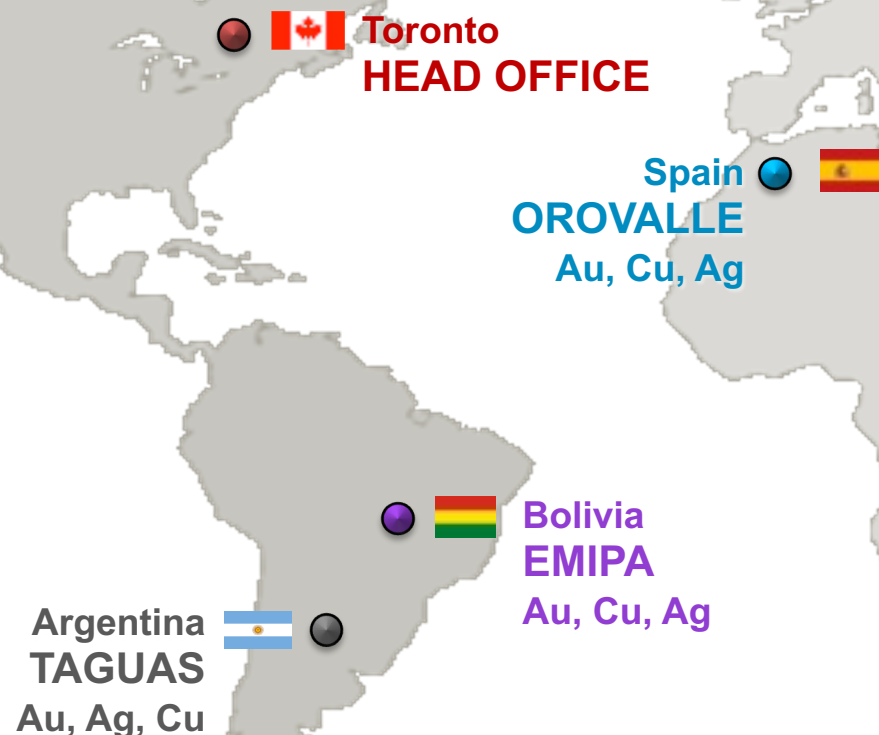 Toronto
HEAD OFFICE
Spain
OROVALLE
Au, Cu, Ag
Bolivia
EMIPA
Au, Cu, Ag
Argentina
TAGUAS
Au, Ag, Cu